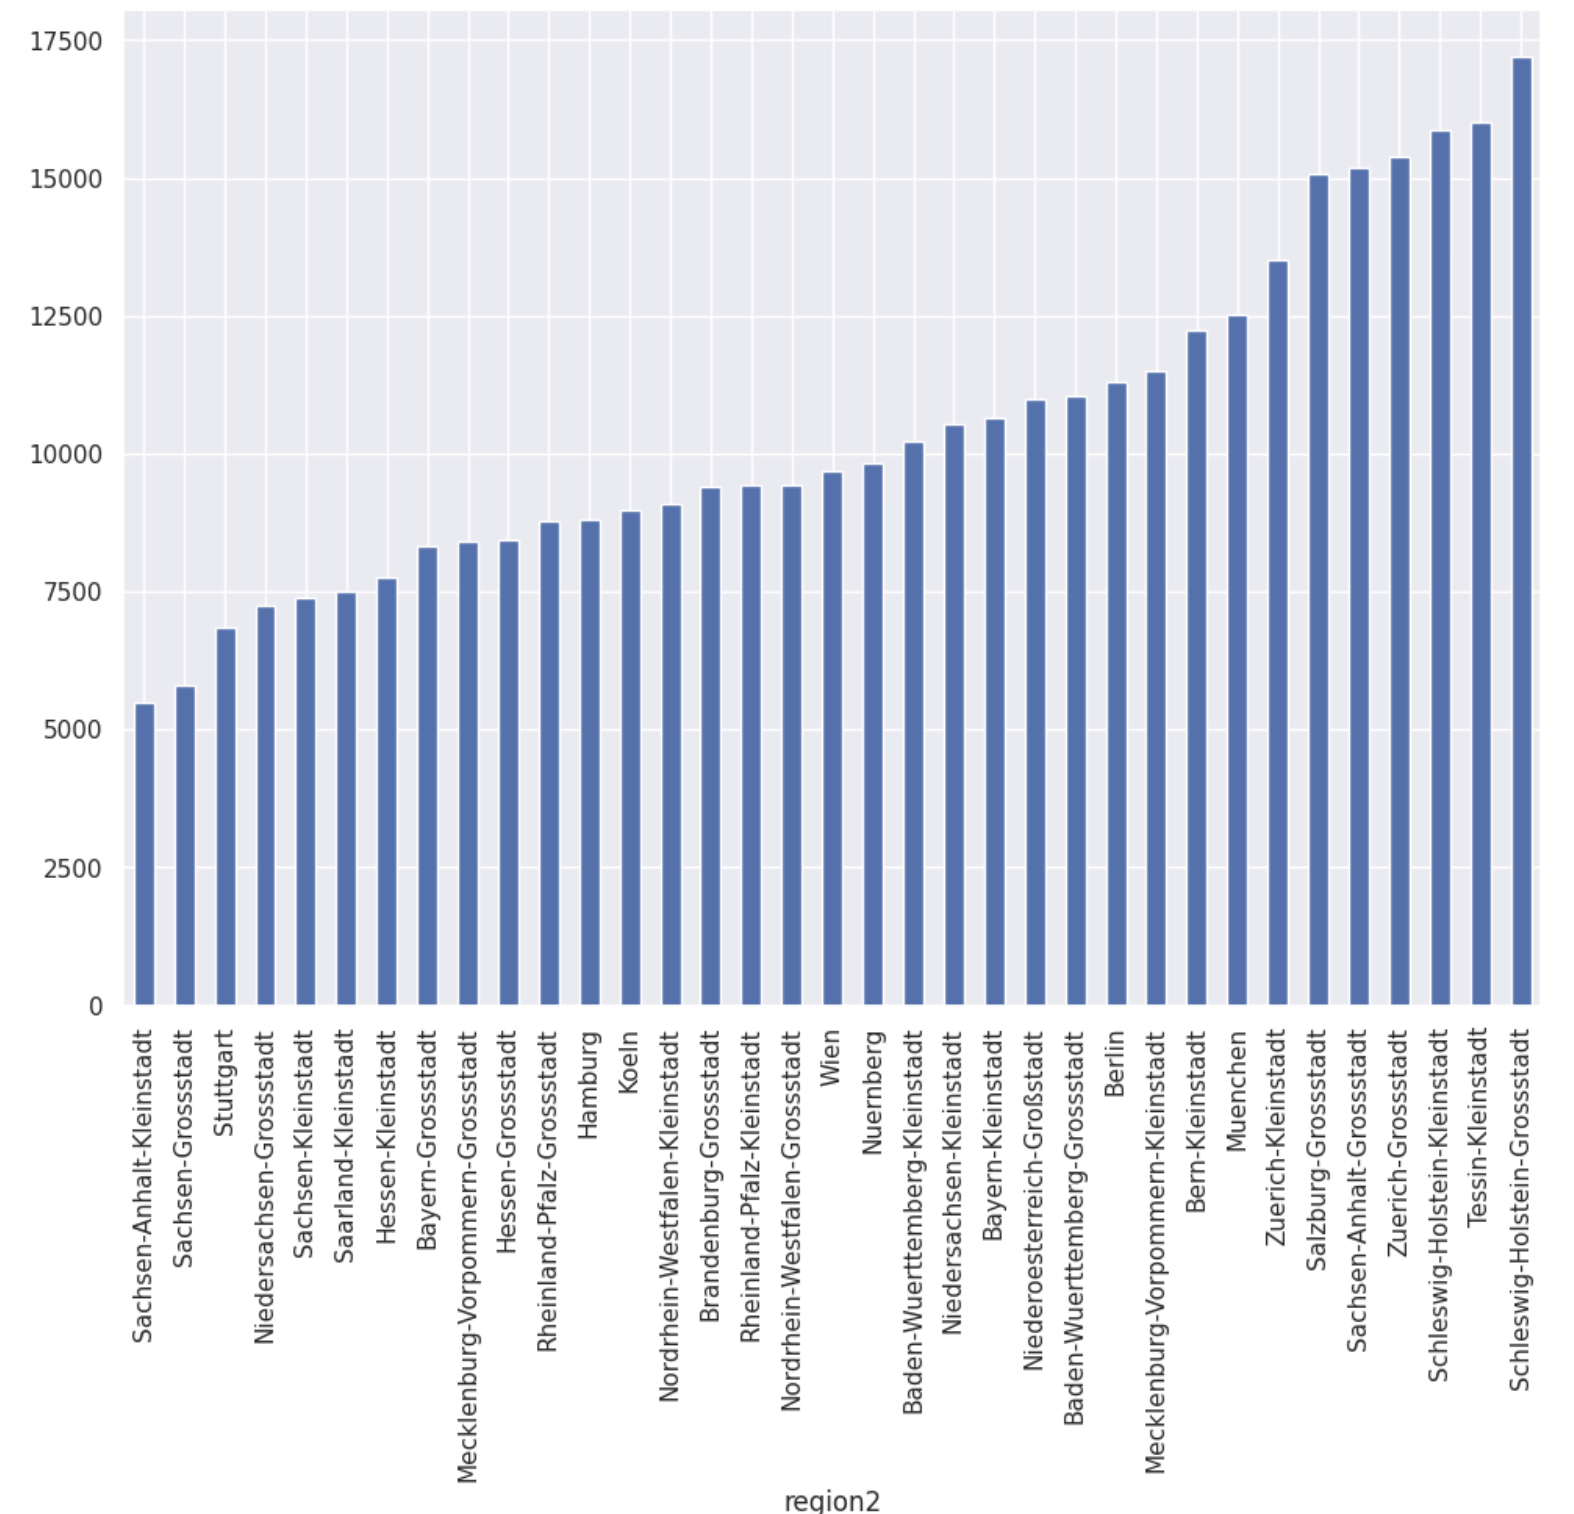 17500
15000
12500
10000
7500
5000
2500
0
Sachsen-Anhalt-Kleinstadt
Sachsen-Grossstadt
Stuttgart
Niedersachsen-Grossstadt
Sachsen-Kleinstadt
Saarland-Kleinstadt
Hessen-Kleinstadt
Bayern-Grossstadt
Mecklenburg-Vorpommern-Grossstadt
Hessen-Grossstadt
Rheinland-Pfalz-Grossstadt
Hamburg
Koeln
Nordrhein-Westfalen-Kleinstadt
Brandenburg-Grossstadt
Rheinland-Pfalz-Kleinstadt
Nordrhein-Westfalen-Grossstadt
Wien
Nuernberg
Baden-Wuerttemberg-Kleinstadt
Niedersachsen-Kleinstadt
Bayern-Kleinstadt
Niederoesterreich-Großstadt
Baden-Wuerttemberg-Grossstadt
Berlin
Mecklenburg-Vorpommern-Kleinstadt
Bern-Kleinstadt
Muenchen
Zuerich-Kleinstadt
Salzburg-Grossstadt
Sachsen-Anhalt-Grossstadt
Zuerich-Grossstadt
Schleswig-Holstein-Kleinstadt
Tessin-Kleinstadt
Schleswig-Holstein-Grossstadt
region2